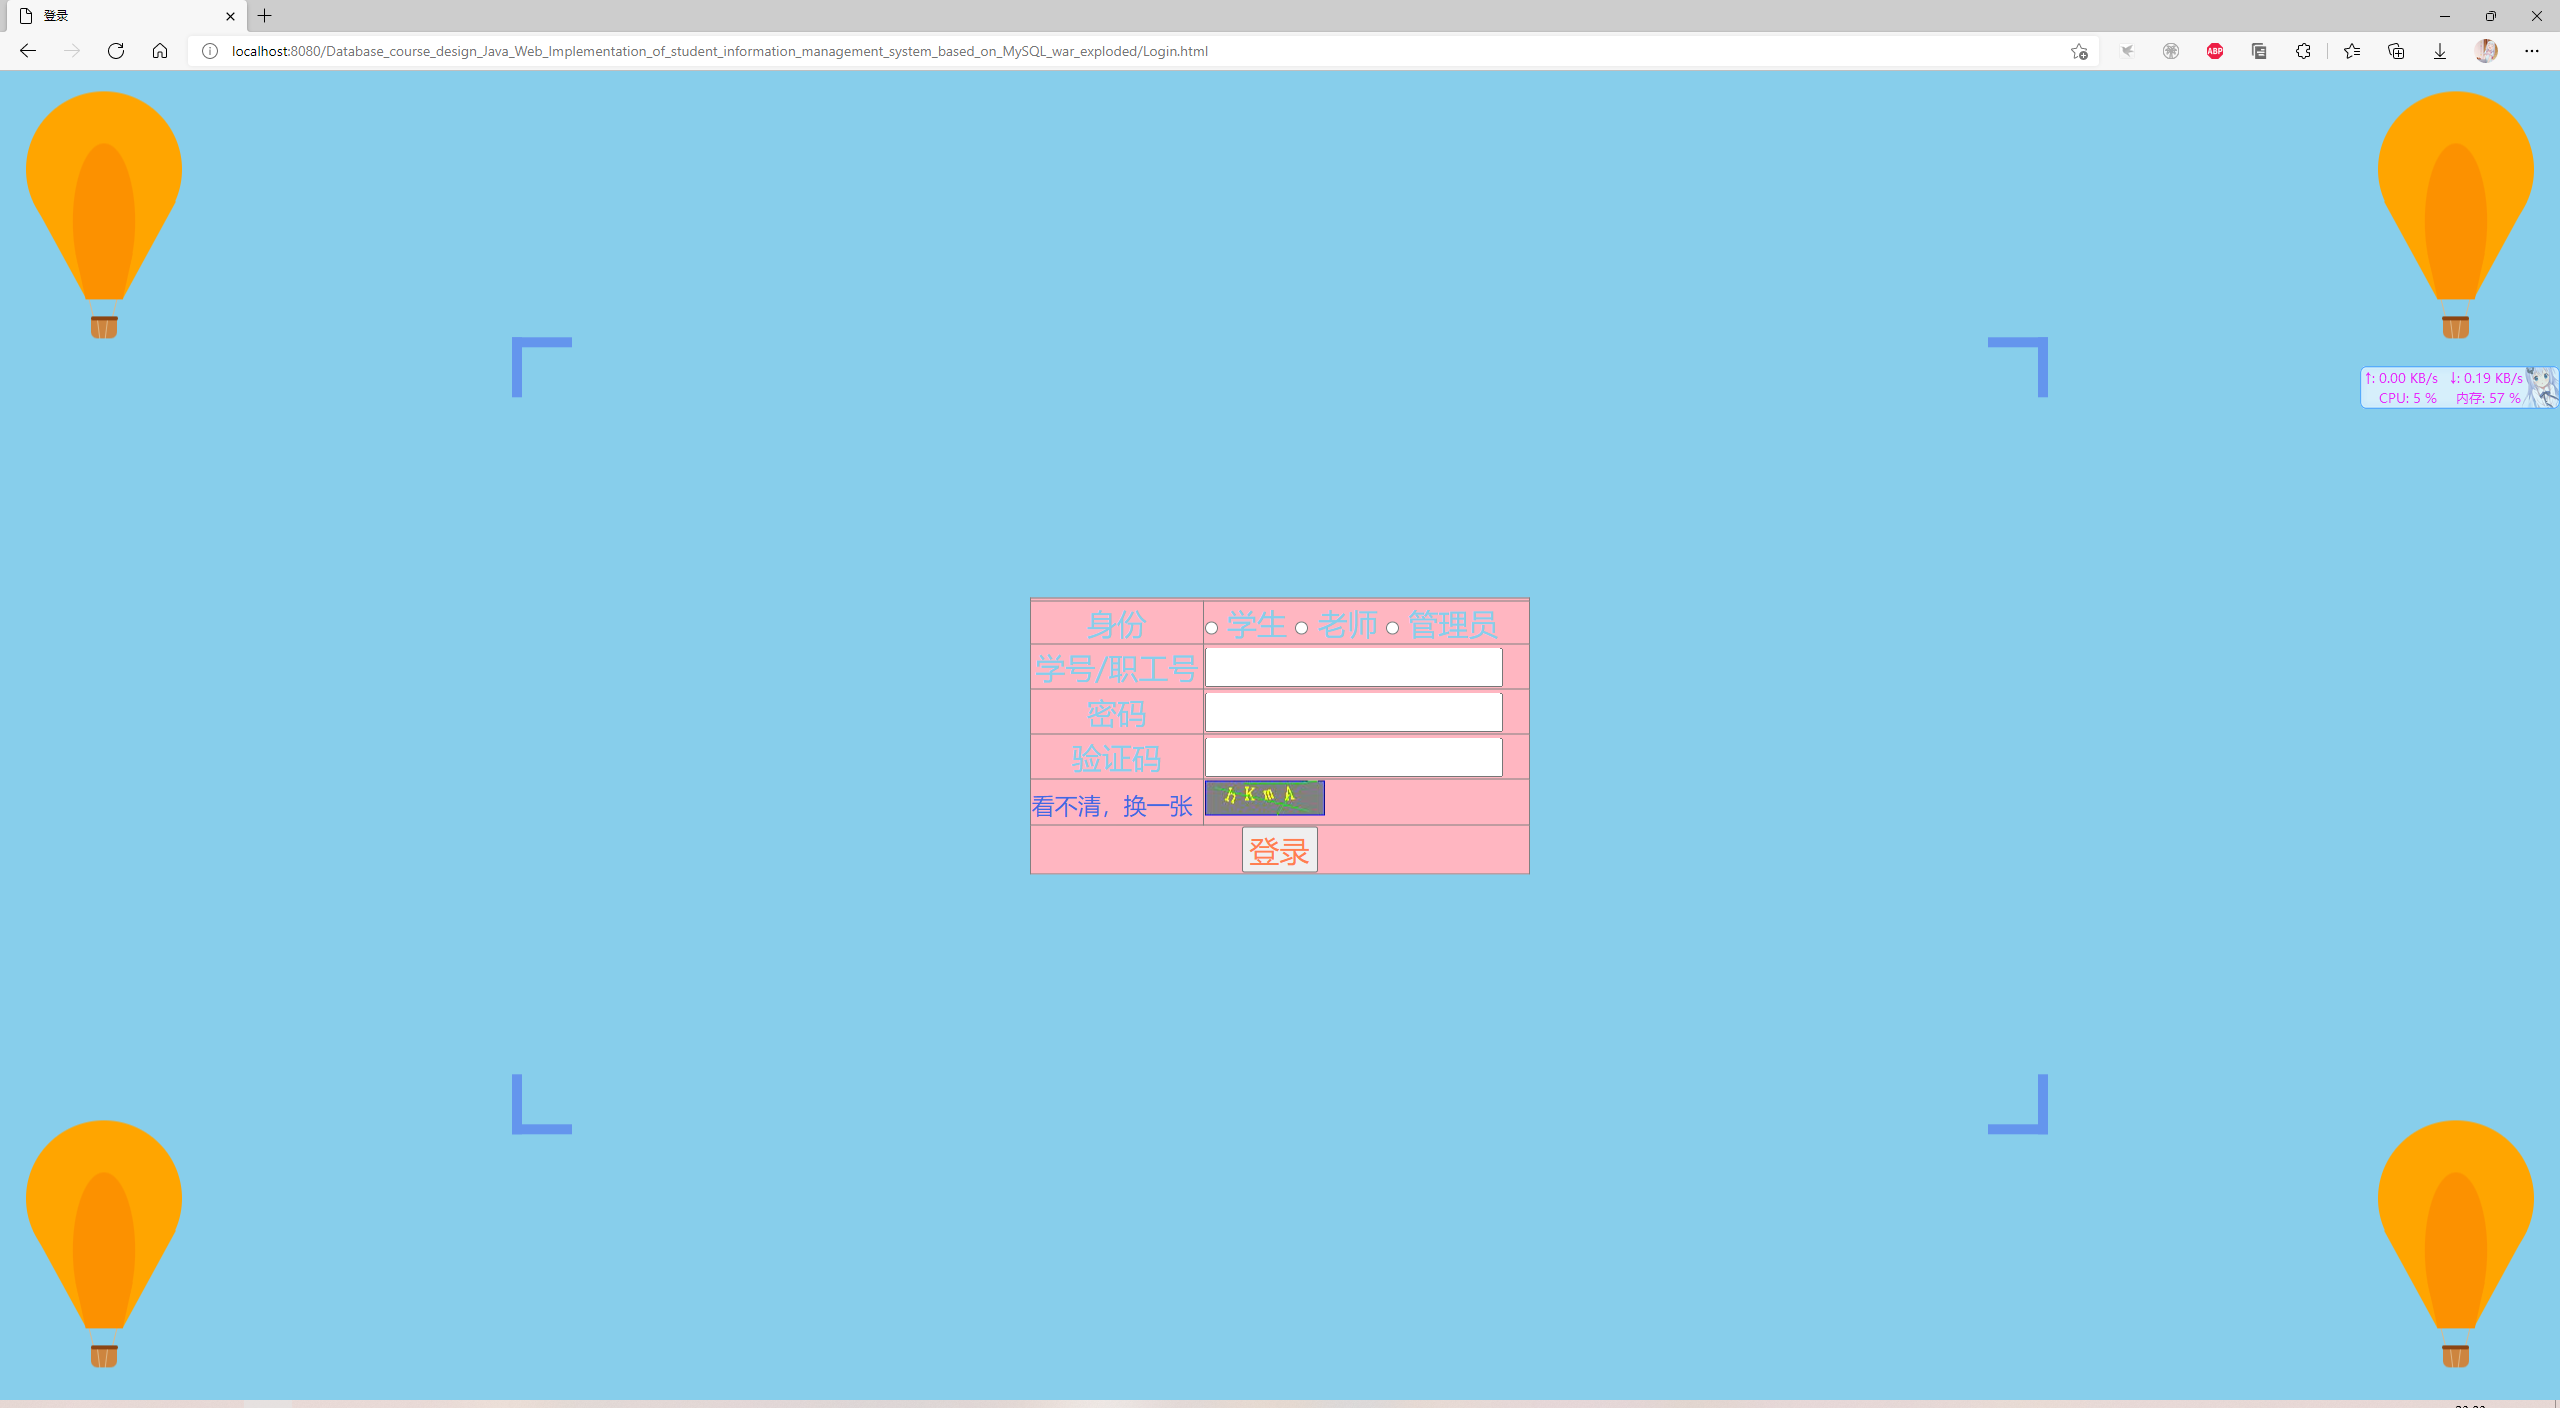 登录
localhost:8080/Database_course_design_Java_Web_Implementation_of_student_information_management_system_based_on_MySQL_war_exploded/Login.html
ABP
↑: 0.00 KB/s ↓: 0.19 KB/s
CPU: 5 % 内存: 57 %
身份 学生 老师 管理员
学号/职工号
密码
验证码
看不清，换一张 hKmA
登录